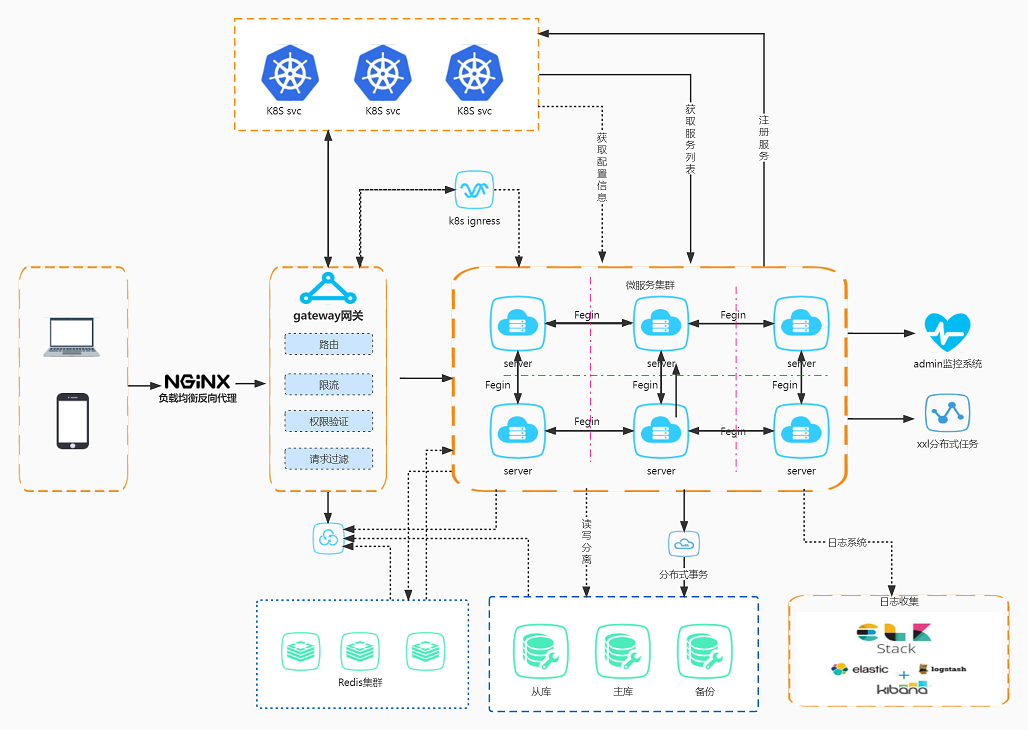 K8S svc
K8S svc
K8S svc
获取配置信息
获取服务列表
注册服务
k8s ignress
gateway网关
路由
限流
权限验证
请求过滤
NGiNX
负载均衡反向代理
微服务集群
Fegin
Fegin
server
server
server
Fegin
Fegin
Fegin
Fegin
Fegin
server
server
server
admin监控系统
xxl分布式任务
读写分离
分布式事务
日志系统
日志收集
ELK
Stack
elastic
+
logstash
kibana
Redis集群
从库
主库
备份